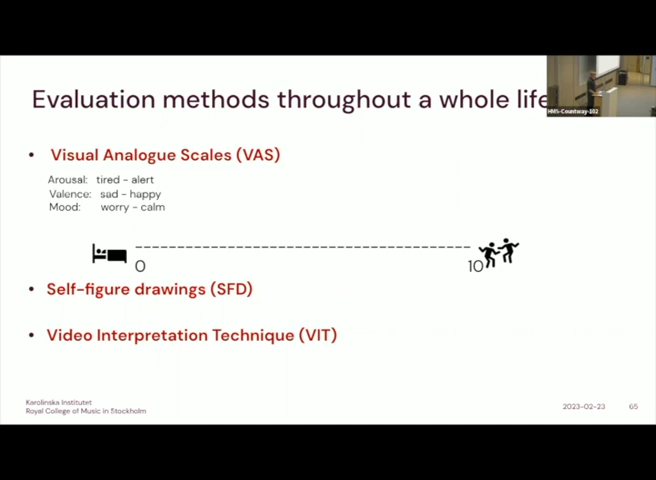 Evaluation methods throughout a whole life
HMS-Countway-102
• Visual Analogue Scales (VAS)
Arousal: tired – alert
Valence: sad – happy
Mood: worry – calm
0
10
• Self-figure drawings (SFD)
• Video Interpretation Technique (VIT)
Karolinska Institutet
Royal College of Music in Stockholm
2023-02-23
65